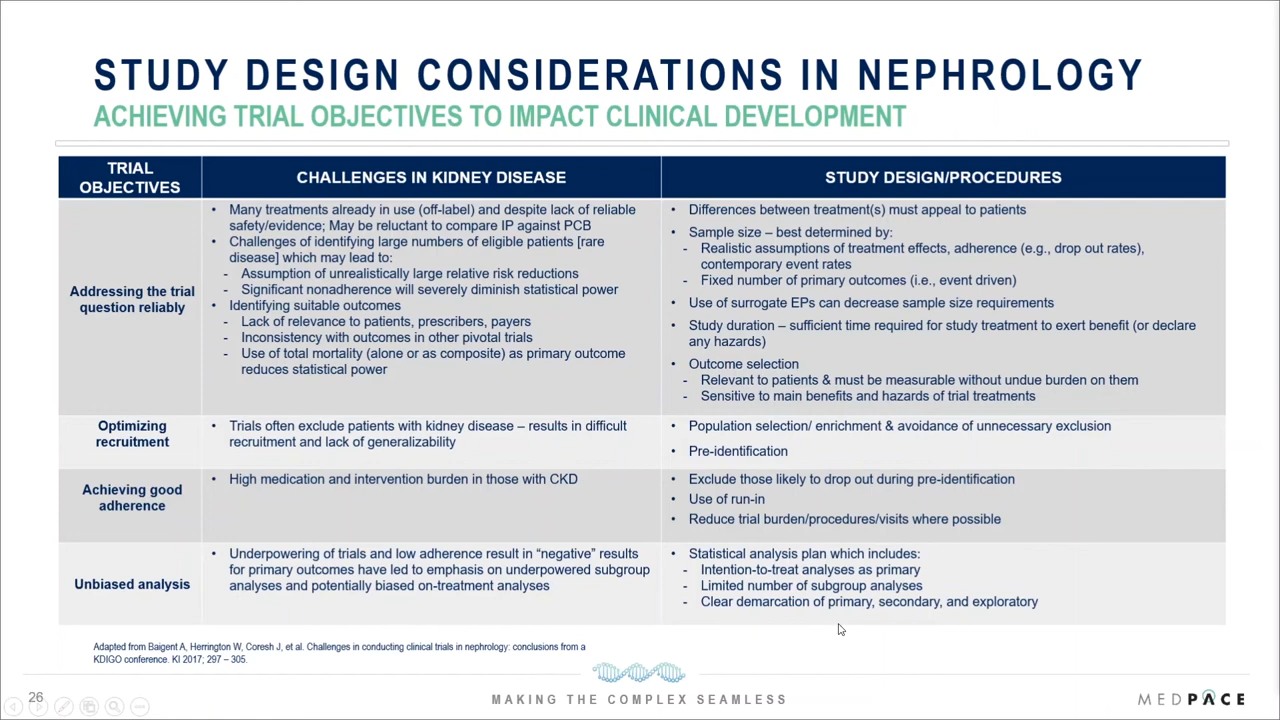 STUDY DESIGN CONSIDERATIONS IN NEPHROLOGY
ACHIEVING TRIAL OBJECTIVES TO IMPACT CLINICAL DEVELOPMENT
TRIAL
OBJECTIVES
CHALLENGES IN KIDNEY DISEASE
STUDY DESIGN/PROCEDURES
Addressing the trial
question reliably
• Many treatments already in use (off-label) and despite lack of reliable
safety/evidence; May be reluctant to compare IP against PCB
• Challenges of identifying large numbers of eligible patients [rare
disease] which may lead to:
- Assumption of unrealistically large relative risk reductions
- Significant nonadherence will severely diminish statistical power
• Identifying suitable outcomes
- Lack of relevance to patients, prescribers, payers
- Inconsistency with outcomes in other pivotal trials
- Use of total mortality (alone or as composite) as primary outcome
reduces statistical power
• Differences between treatment(s) must appeal to patients
• Sample size – best determined by:
- Realistic assumptions of treatment effects, adherence (e.g., drop out rates),
contemporary event rates
- Fixed number of primary outcomes (i.e., event driven)
• Use of surrogate EPs can decrease sample size requirements
• Study duration – sufficient time required for study treatment to exert benefit (or declare
any hazards)
• Outcome selection
- Relevant to patients & must be measurable without undue burden on them
- Sensitive to main benefits and hazards of trial treatments
Optimizing
recruitment
• Trials often exclude patients with kidney disease – results in difficult
recruitment and lack of generalizability
• Population selection/ enrichment & avoidance of unnecessary exclusion
• Pre-identification
Achieving good
adherence
• High medication and intervention burden in those with CKD
• Exclude those likely to drop out during pre-identification
• Use of run-in
• Reduce trial burden/procedures/visits where possible
Unbiased analysis
• Underpowering of trials and low adherence result in “negative” results
for primary outcomes have led to emphasis on underpowered subgroup
analyses and potentially biased on-treatment analyses
• Statistical analysis plan which includes:
- Intention-to-treat analyses as primary
- Limited number of subgroup analyses
- Clear demarcation of primary, secondary, and exploratory
Adapted from Baigent A, Herrington W, Coresh J, et al. Challenges in conducting clinical trials in nephrology: conclusions from a
KDIGO conference. KI 2017; 297 – 305.
26
MAKING THE COMPLEX SEAMLESS
MEDPACE